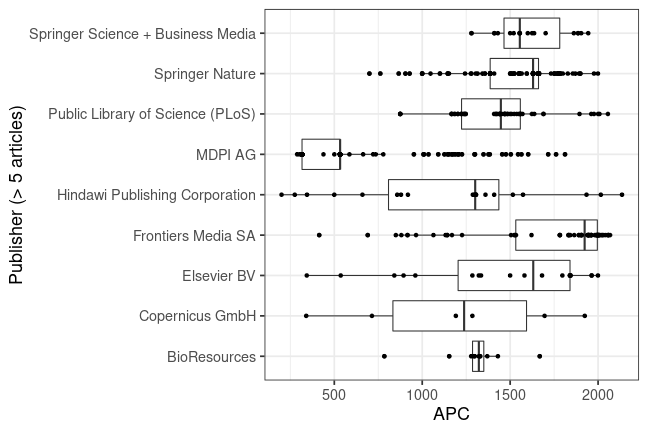 Publisher (> 5 articles)
Springer Science + Business Media
Springer Nature
Public Library of Science (PLoS)
MDPI AG
Hindawi Publishing Corporation
Frontiers Media SA
Elsevier BV
Copernicus GmbH
BioResources
500 1000 1500 2000
APC